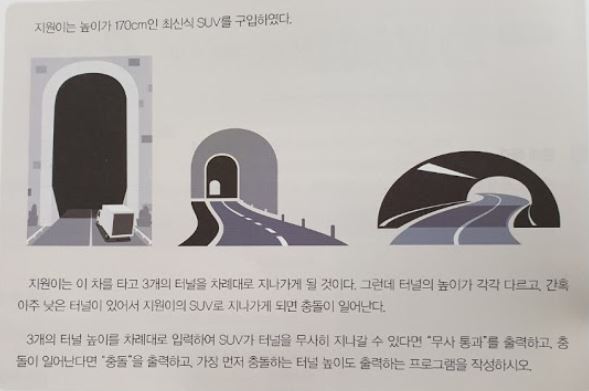 지원이는 높이가 170cm인 최신식 SUV를 구입하였다.
지원이는 이 차를 타고 3개의 터널을 차례대로 지나가게 될 것이다. 그런데 터널의 높이가 각각 다르고, 간혹
아주 낮은 터널이 있어서 지원이의 SUV로 지나가게 되면 충돌이 일어난다.
3개의 터널 높이를 차례대로 입력하여 SUV가 터널을 무사히 지나갈 수 있다면 “무사 통과”를 출력하고, 충
돌이 일어난다면 “충돌”을 출력하고, 가장 먼저 충돌하는 터널 높이도 출력하는 프로그램을 작성하시오.